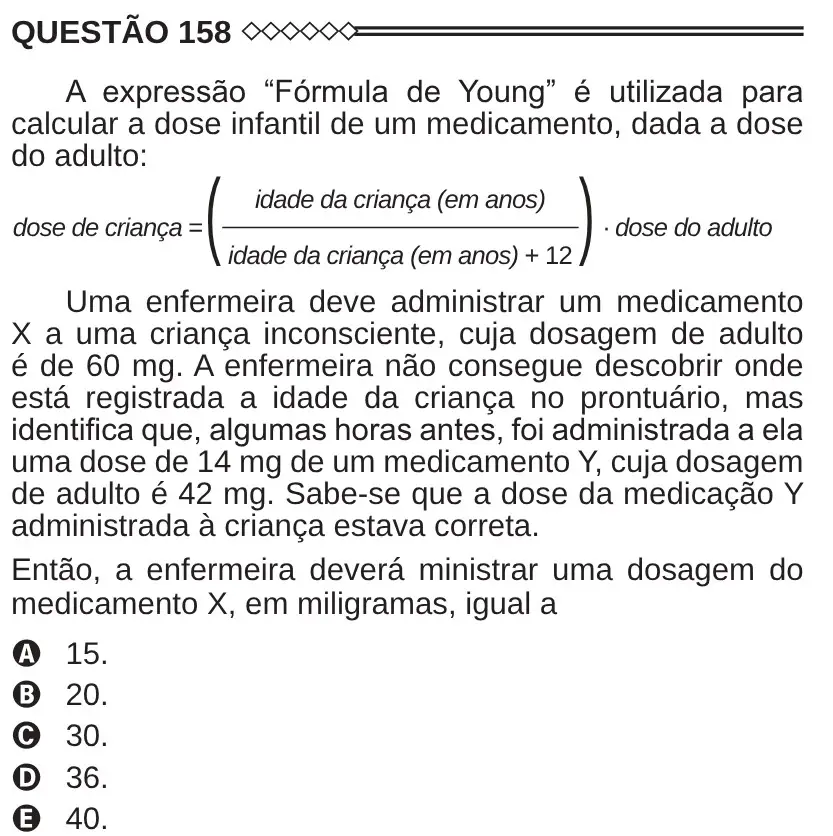 QUESTÃO 158
A expressão “Fórmula de Young” é utilizada para
calcular a dose infantil de um medicamento, dada a dose
do adulto:
dose de criança = ( idade da criança (em anos) / idade da criança (em anos) + 12 ) · dose do adulto
Uma enfermeira deve administrar um medicamento
X a uma criança inconsciente, cuja dosagem de adulto
é de 60 mg. A enfermeira não consegue descobrir onde
está registrada a idade da criança no prontuário, mas
identifica que, algumas horas antes, foi administrada a ela
uma dose de 14 mg de um medicamento Y, cuja dosagem
de adulto é 42 mg. Sabe-se que a dose da medicação Y
administrada à criança estava correta.
Então, a enfermeira deverá ministrar uma dosagem do
medicamento X, em miligramas, igual a
A 15.
B 20.
C 30.
D 36.
E 40.